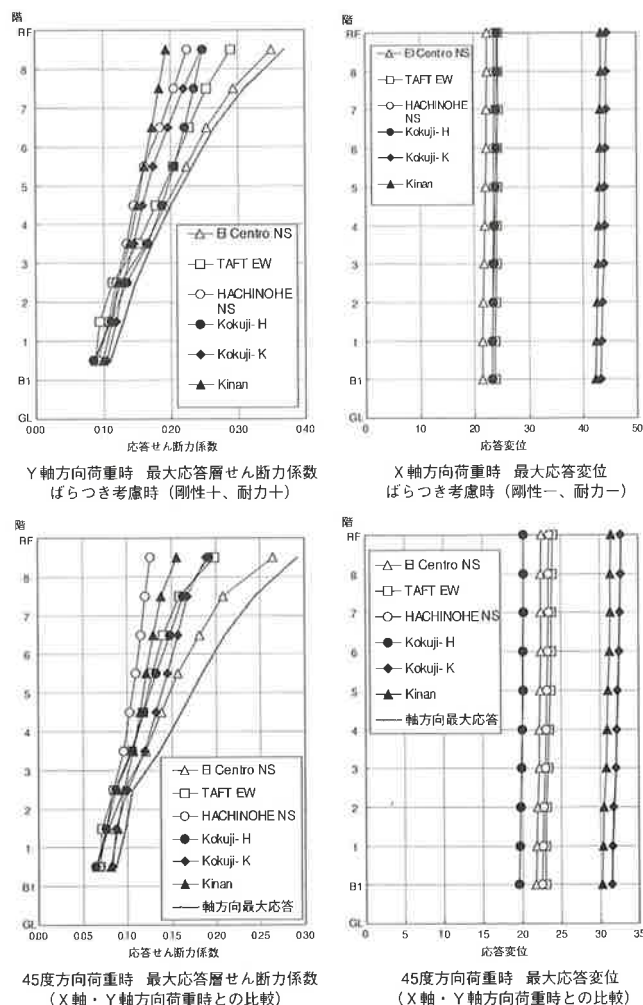 階
RF
8
7
6
5
4
3
2
1
B1
GL
0.00 0.10 0.20 0.30 0.40
応答せん断力係数
El Centro NS
TAFT EW
HACHINOHE
NS
Kokuji-H
Kokuji-K
Kinan
Y軸方向荷重時 最大応答層せん断力係数
ばらつき考慮時（剛性＋、耐力＋）
階
RF
8
7
6
5
4
3
2
1
B1
GL
0 10 20 30 40 50
応答変位
El Centro NS
TAFT EW
HACHINOHE
NS
Kokuji-H
Kokuji-K
Kinan
X軸方向荷重時 最大応答変位
ばらつき考慮時（剛性－、耐力－）
階
RF
8
7
6
5
4
3
2
1
B1
GL
0.00 0.05 0.10 0.15 0.20 0.25 0.30
応答せん断力係数
El Centro NS
TAFT EW
HACHINOHE NS
Kokuji-H
Kokuji-K
Kinan
軸方向最大応答
45度方向荷重時 最大応答層せん断力係数
（X軸・Y軸方向荷重時との比較）
階
RF
8
7
6
5
4
3
2
1
B1
GL
0 5 10 15 20 25 30 35
応答変位
El Centro NS
TAFT EW
HACHINOHE NS
Kokuji-H
Kokuji-K
Kinan
軸方向最大応答
45度方向荷重時 最大応答変位
（X軸・Y軸方向荷重時との比較）